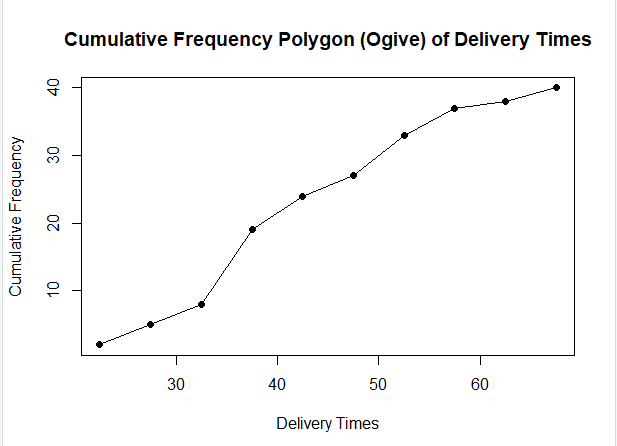 Cumulative Frequency Polygon (Ogive) of Delivery Times
40
30
20
10
Cumulative Frequency
30 40 50 60
Delivery Times